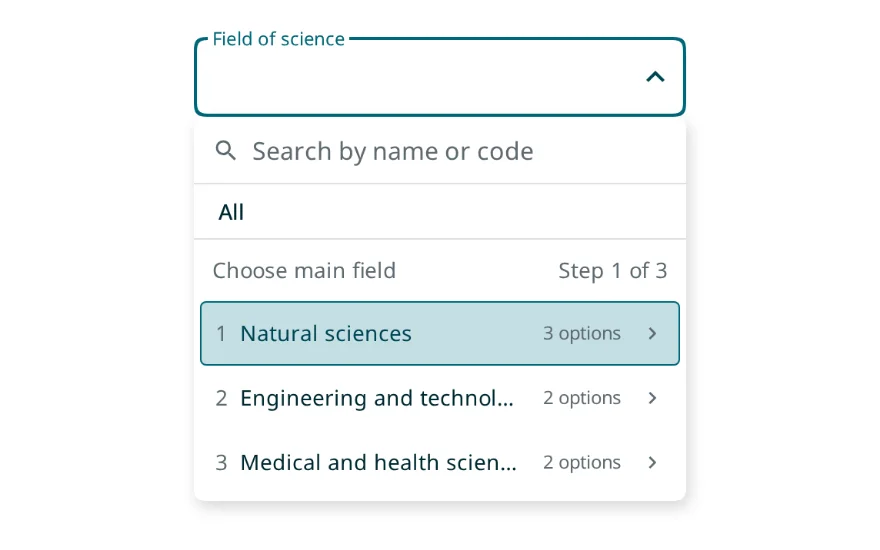 Field of science
Search by name or code
All
Choose main field Step 1 of 3
1 Natural sciences 3 options
2 Engineering and technol... 2 options
3 Medical and health scien... 2 options